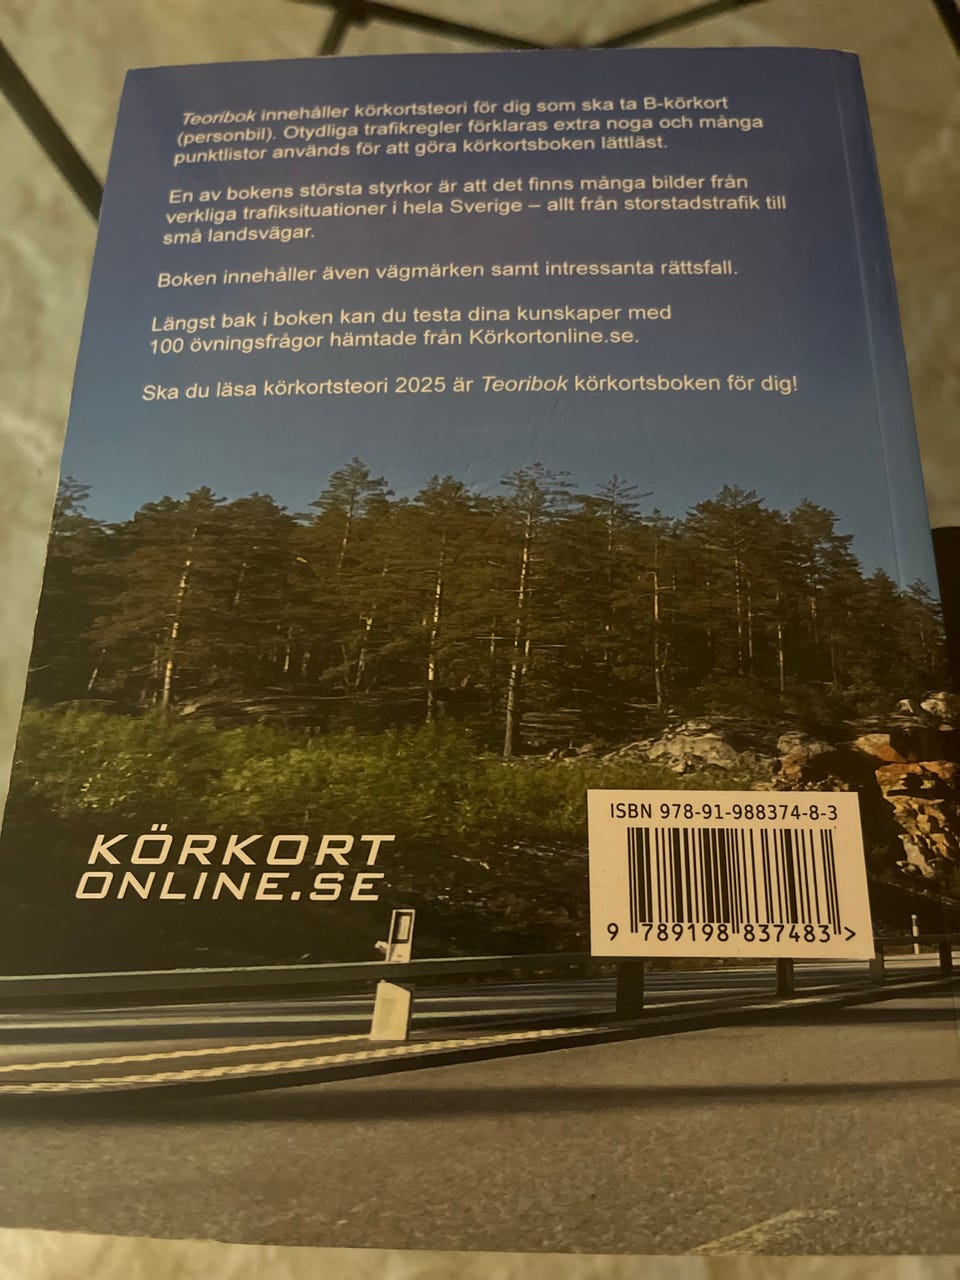 Teoribok innehåller körkortsteori för dig som ska ta B-körkort
(personbil). Otydliga trafikregler förklaras extra noga och många
punktlistor används för att göra körkortsboken lättläst.
En av bokens största styrkor är att det finns många bilder från
verkliga trafiksituationer i hela Sverige – allt från storstadstrafik till
små landsvägar.
Boken innehåller även vägmärken samt intressanta rättsfall.
Längst bak i boken kan du testa dina kunskaper med
100 övningsfrågor hämtade från Körkortonline.se.
Ska du läsa körkortsteori 2025 är Teoribok körkortsboken för dig!
KÖRKORT
ONLINE.SE
ISBN 978-91-988374-8-3
9 789198 837483 >